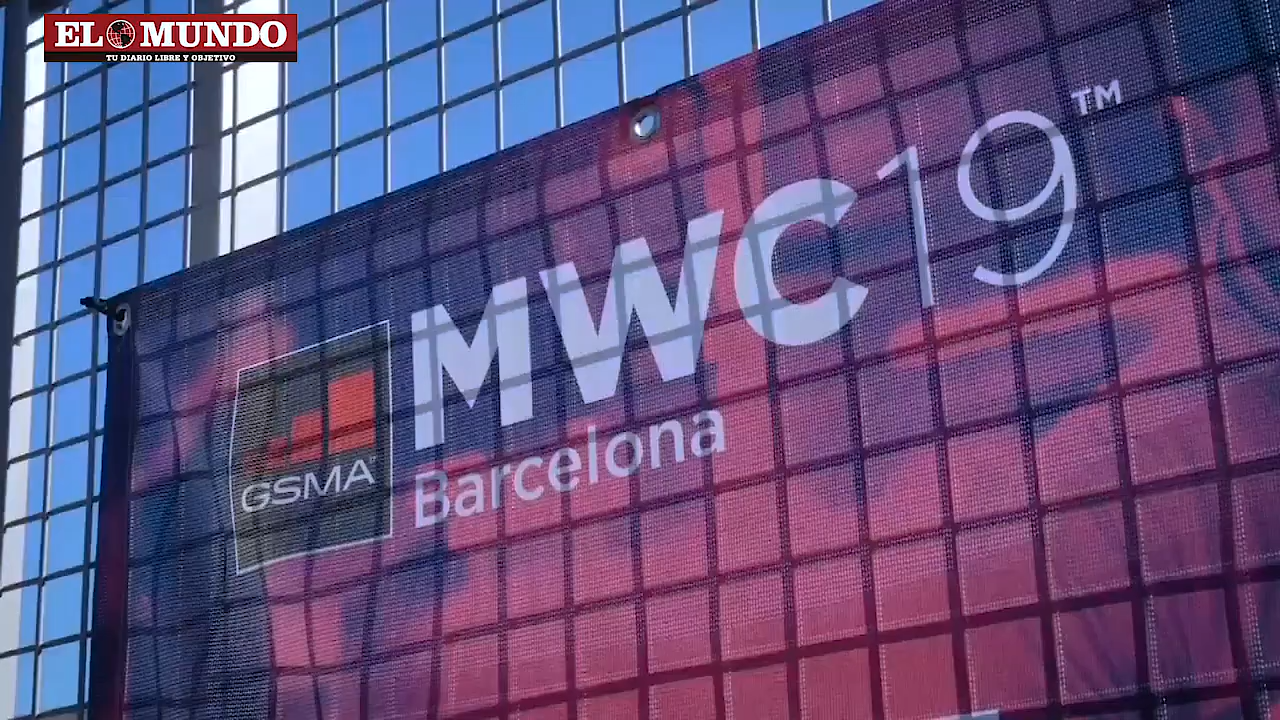 EL MUNDO
TU DIARIO LIBRE Y OBJETIVO
MWC19™
GSMA
Barcelona